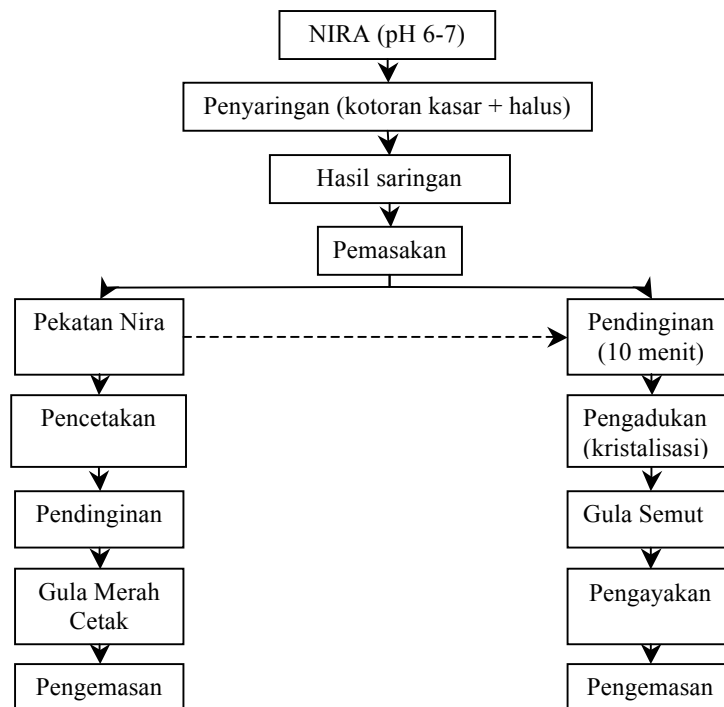 NIRA (pH 6-7)
Penyaringan (kotoran kasar + halus)
Hasil saringan
Pemasakan
Pekatan Nira
Pencetakan
Pendinginan
Gula Merah
Cetak
Pengemasan
Pendinginan
(10 menit)
Pengadukan
(kristalisasi)
Gula Semut
Pengayakan
Pengemasan